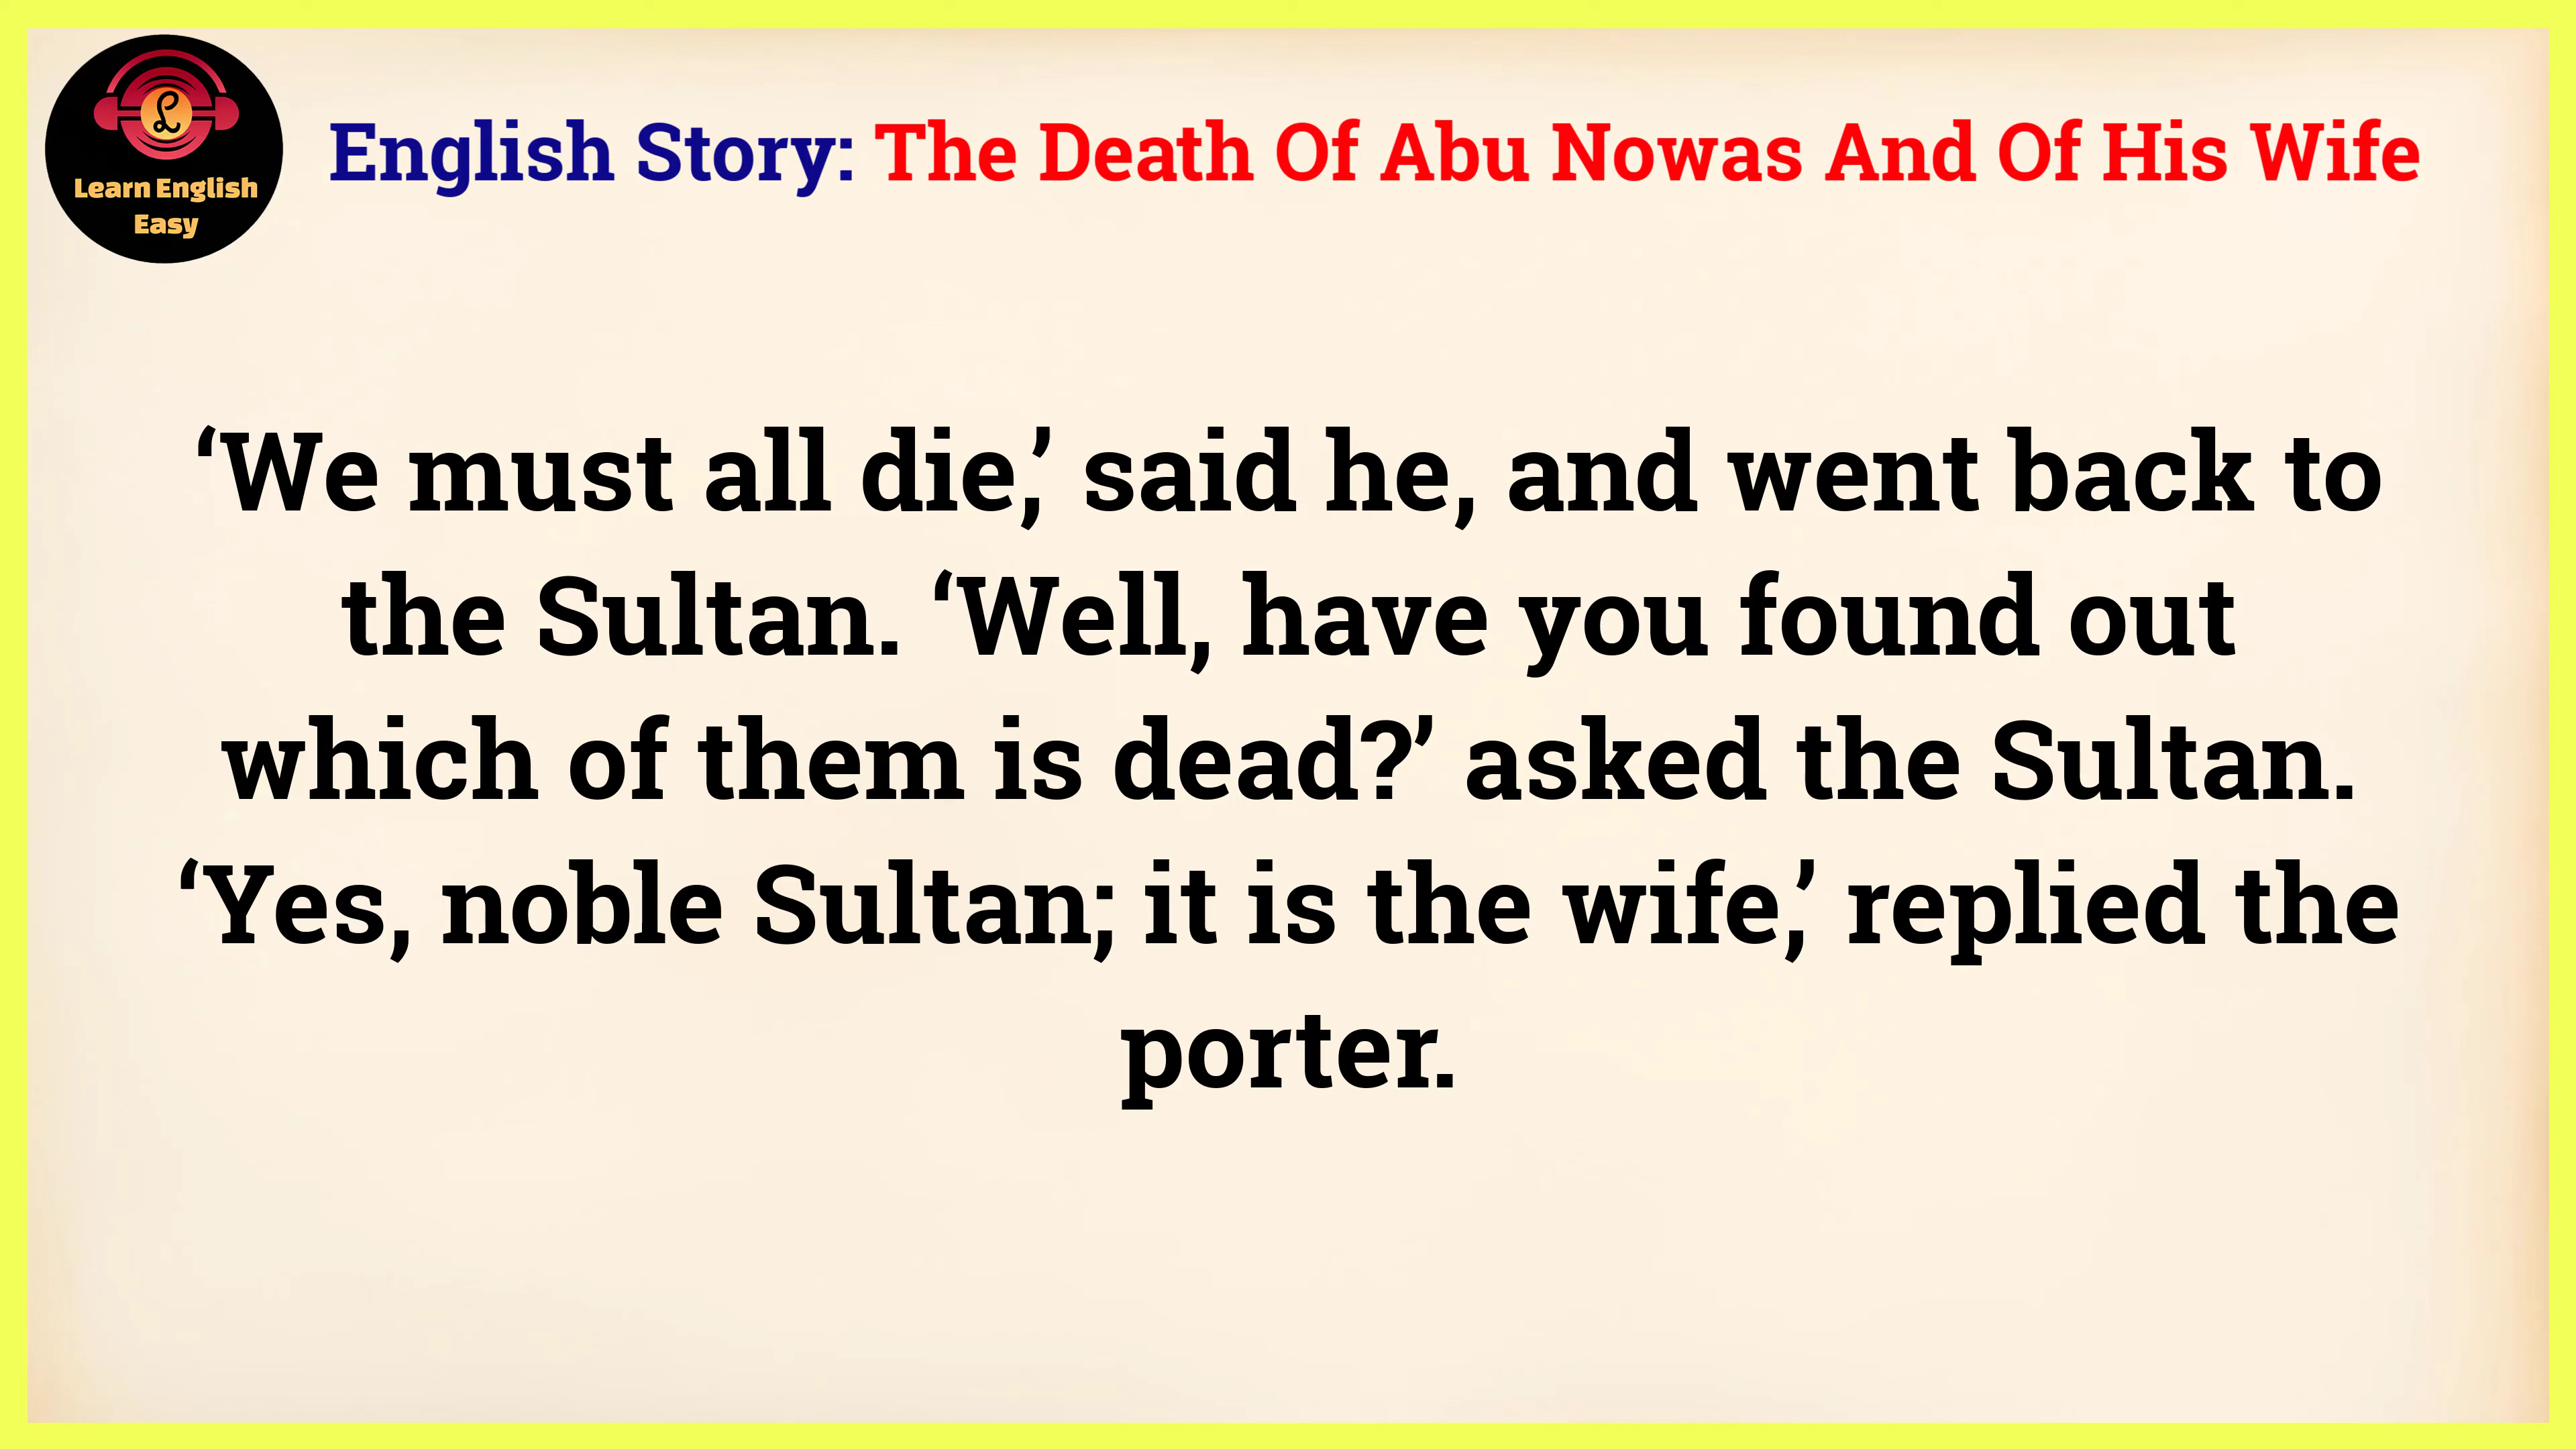 Learn English
Easy
English Story: The Death Of Abu Nowas And Of His Wife
‘We must all die,’ said he, and went back to
the Sultan. ‘Well, have you found out
which of them is dead?’ asked the Sultan.
‘Yes, noble Sultan; it is the wife,’ replied the
porter.